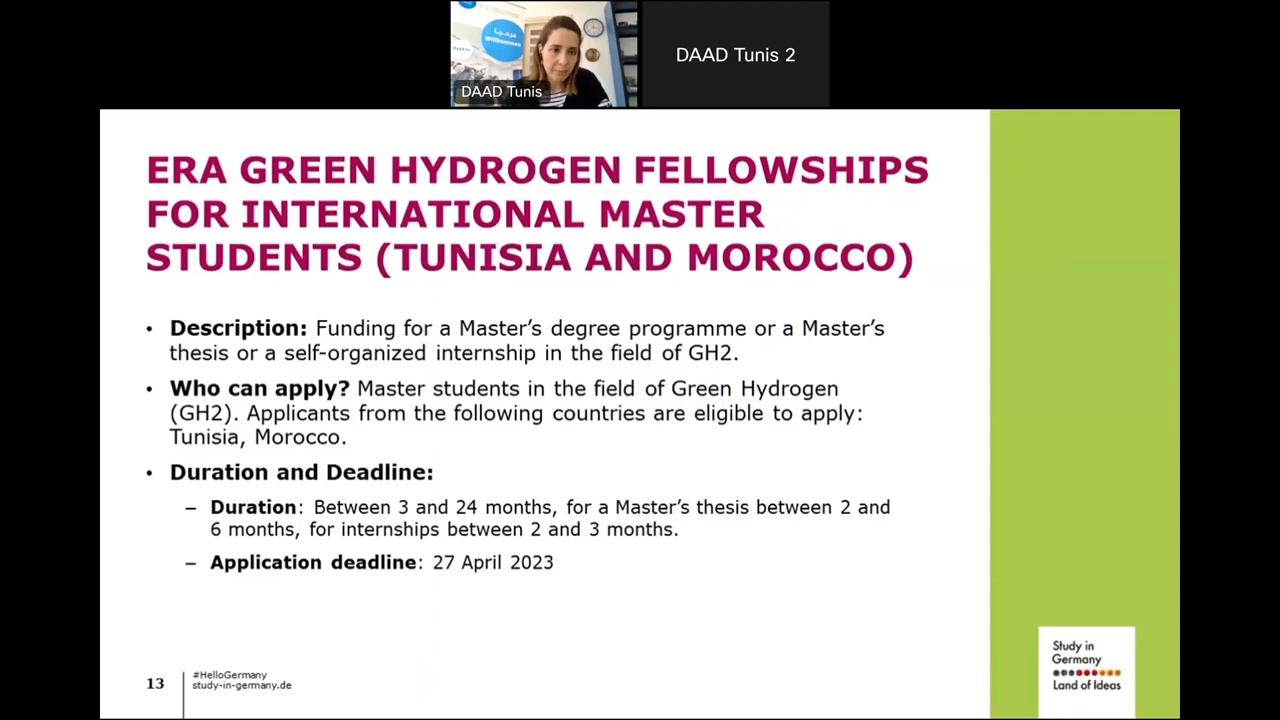 مرحبا
Willkommen
DAAD Tunis
DAAD Tunis 2
ERA GREEN HYDROGEN FELLOWSHIPS
FOR INTERNATIONAL MASTER
STUDENTS (TUNISIA AND MOROCCO)
• Description: Funding for a Master’s degree programme or a Master’s
thesis or a self-organized internship in the field of GH2.
• Who can apply? Master students in the field of Green Hydrogen
(GH2). Applicants from the following countries are eligible to apply:
Tunisia, Morocco.
• Duration and Deadline:
– Duration: Between 3 and 24 months, for a Master’s thesis between 2 and
6 months, for internships between 2 and 3 months.
– Application deadline: 27 April 2023
13
#HelloGermany
study-in-germany.de
Study in
Germany
Land of Ideas